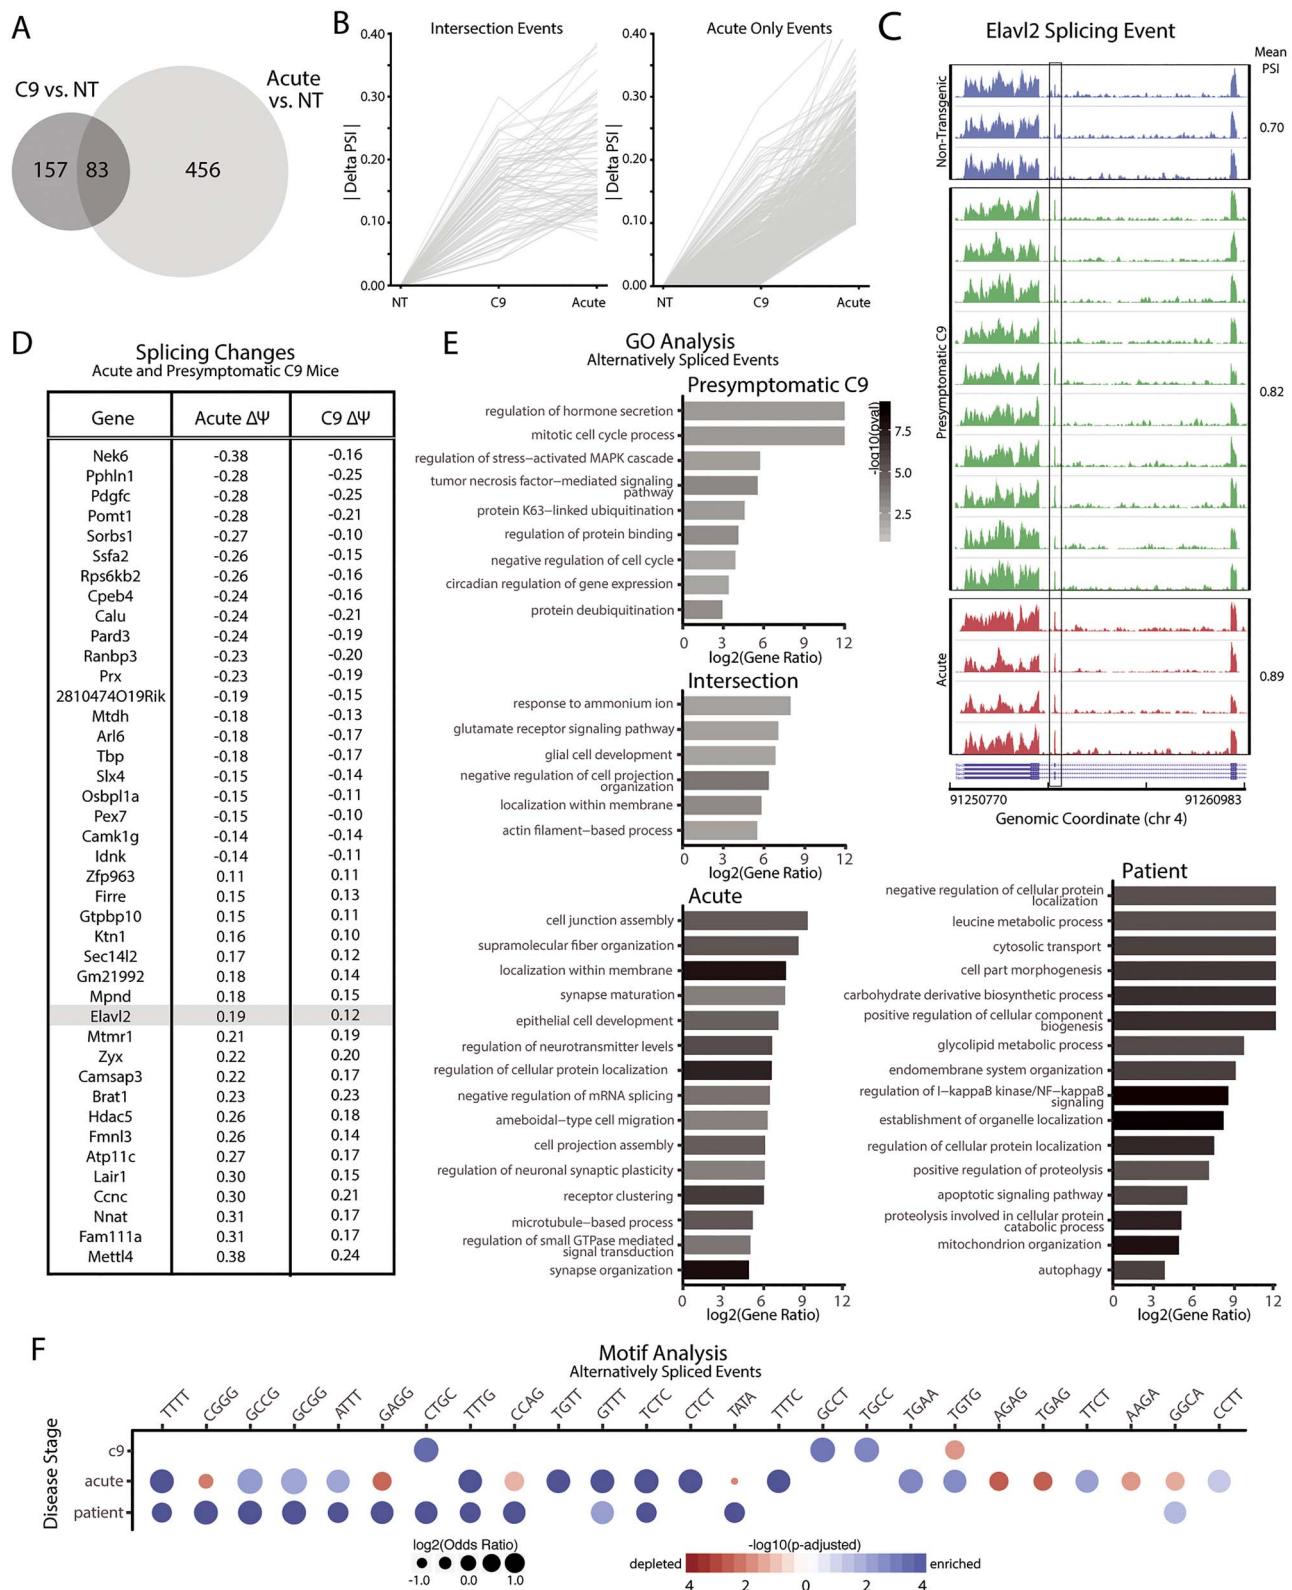 A
C9 vs. NT
Acute
vs. NT
157
83
456
B
Intersection Events
Acute Only Events
| Delta PSI |
0.40
0.30
0.20
0.10
0.00
NT
C9
Acute
| Delta PSI |
0.40
0.30
0.20
0.10
0.00
NT
C9
Acute
C
Elavl2 Splicing Event
Mean
PSI
Non-Transgenic
0.70
Presymptomatic C9
0.82
Acute
0.89
91250770
91260983
Genomic Coordinate (chr 4)
D
Splicing Changes
Acute and Presymptomatic C9 Mice
Gene Acute ΔΨ C9 ΔΨ
Nek6 -0.38 -0.16
Pphln1 -0.28 -0.25
Pdgfc -0.28 -0.25
Pomt1 -0.28 -0.21
Sorbs1 -0.27 -0.10
Ssfa2 -0.26 -0.15
Rps6kb2 -0.26 -0.16
Cpeb4 -0.24 -0.16
Calu -0.24 -0.21
Pard3 -0.24 -0.19
Ranbp3 -0.23 -0.20
Prx -0.23 -0.19
2810474O19Rik -0.19 -0.15
Mtdh -0.18 -0.13
Arl6 -0.18 -0.17
Tbp -0.18 -0.17
Slx4 -0.15 -0.14
Osbpl1a -0.15 -0.11
Pex7 -0.15 -0.10
Camk1g -0.14 -0.14
Idnk -0.14 -0.11
Zfp963 0.11 0.11
Firre 0.15 0.13
Gtpbp10 0.15 0.11
Ktn1 0.16 0.10
Sec14l2 0.17 0.12
Gm21992 0.18 0.14
Mpnd 0.18 0.15
Elavl2 0.19 0.12
Mtmr1 0.21 0.19
Zyx 0.22 0.20
Camsap3 0.22 0.17
Brat1 0.23 0.23
Hdac5 0.26 0.18
Fmnl3 0.26 0.14
Atp11c 0.27 0.17
Lair1 0.30 0.15
Ccnc 0.30 0.21
Nnat 0.31 0.17
Fam111a 0.31 0.17
Mettl4 0.38 0.24
E
GO Analysis
Alternatively Spliced Events
Presymptomatic C9
regulation of hormone secretion
mitotic cell cycle process
regulation of stress−activated MAPK cascade
tumor necrosis factor−mediated signaling
pathway
protein K63−linked ubiquitination
regulation of protein binding
negative regulation of cell cycle
circadian regulation of gene expression
protein deubiquitination
0 3 6 9 12
log2(Gene Ratio)
-log10(pval)
7.5
5.0
2.5
Intersection
response to ammonium ion
glutamate receptor signaling pathway
glial cell development
negative regulation of cell projection
organization
localization within membrane
actin filament−based process
0 3 6 9 12
log2(Gene Ratio)
Acute
cell junction assembly
supramolecular fiber organization
localization within membrane
synapse maturation
epithelial cell development
regulation of neurotransmitter levels
regulation of cellular protein localization
negative regulation of mRNA splicing
ameboidal−type cell migration
cell projection assembly
regulation of neuronal synaptic plasticity
receptor clustering
microtubule−based process
regulation of small GTPase mediated
signal transduction
synapse organization
0 3 6 9 12
log2(Gene Ratio)
Patient
negative regulation of cellular protein
localization
leucine metabolic process
cytosolic transport
cell part morphogenesis
carbohydrate derivative biosynthetic process
positive regulation of cellular component
biogenesis
glycolipid metabolic process
endomembrane system organization
regulation of I−kappaB kinase/NF−kappaB
signaling
establishment of organelle localization
regulation of cellular protein localization
positive regulation of proteolysis
apoptotic signaling pathway
proteolysis involved in cellular protein
catabolic process
mitochondrion organization
autophagy
0 3 6 9 12
log2(Gene Ratio)
F
Motif Analysis
Alternatively Spliced Events
TTTT CGGG GCCG GCGG ATTT GAGG CTGC TTTG CCAG TGTT GTTT TCTC CTCT TATA TTTC GCCT TGCC TGAA TGTG AGAG TGAG TTCT AAGA GGCA CCTT
Disease Stage
c9
acute
patient
log2(Odds Ratio)
-1.0 0.0 1.0
-log10(p-adjusted)
depleted
enriched
4 2 0 2 4